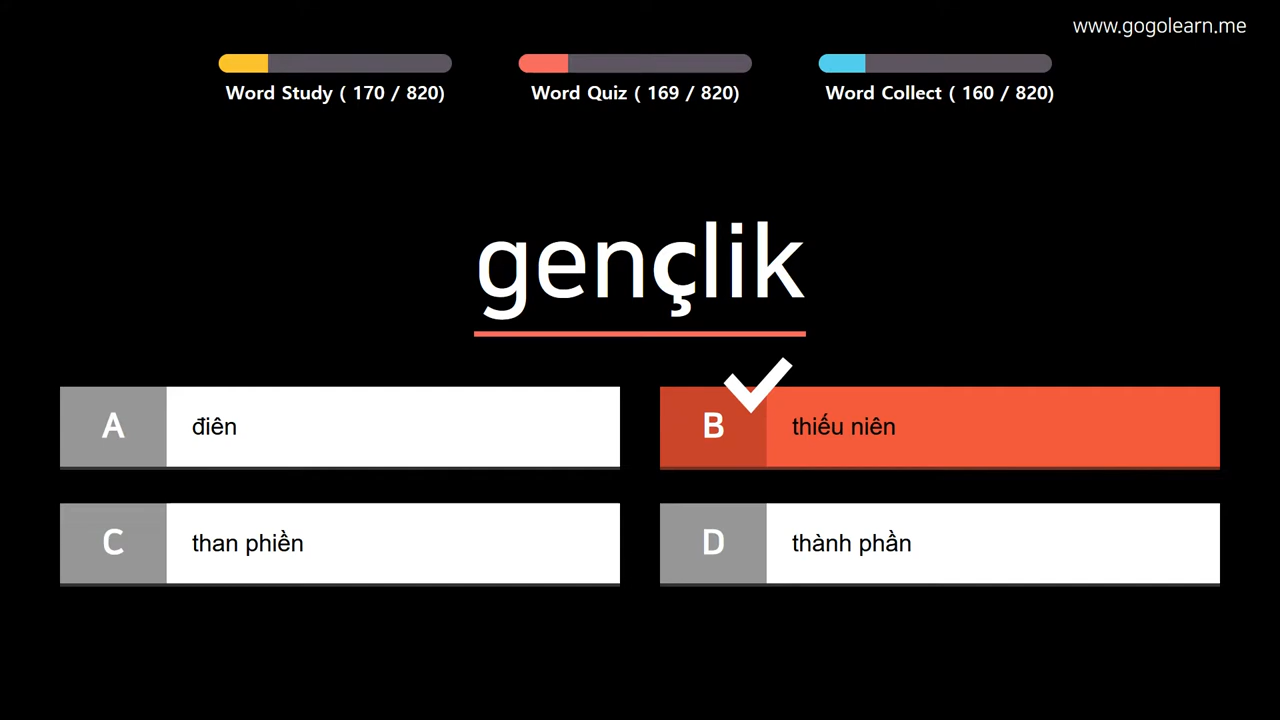 www.gogolearn.me
Word Study ( 170 / 820)
Word Quiz ( 169 / 820)
Word Collect ( 160 / 820)
gençlik
A điên
B thiếu niên
C than phiền
D thành phần